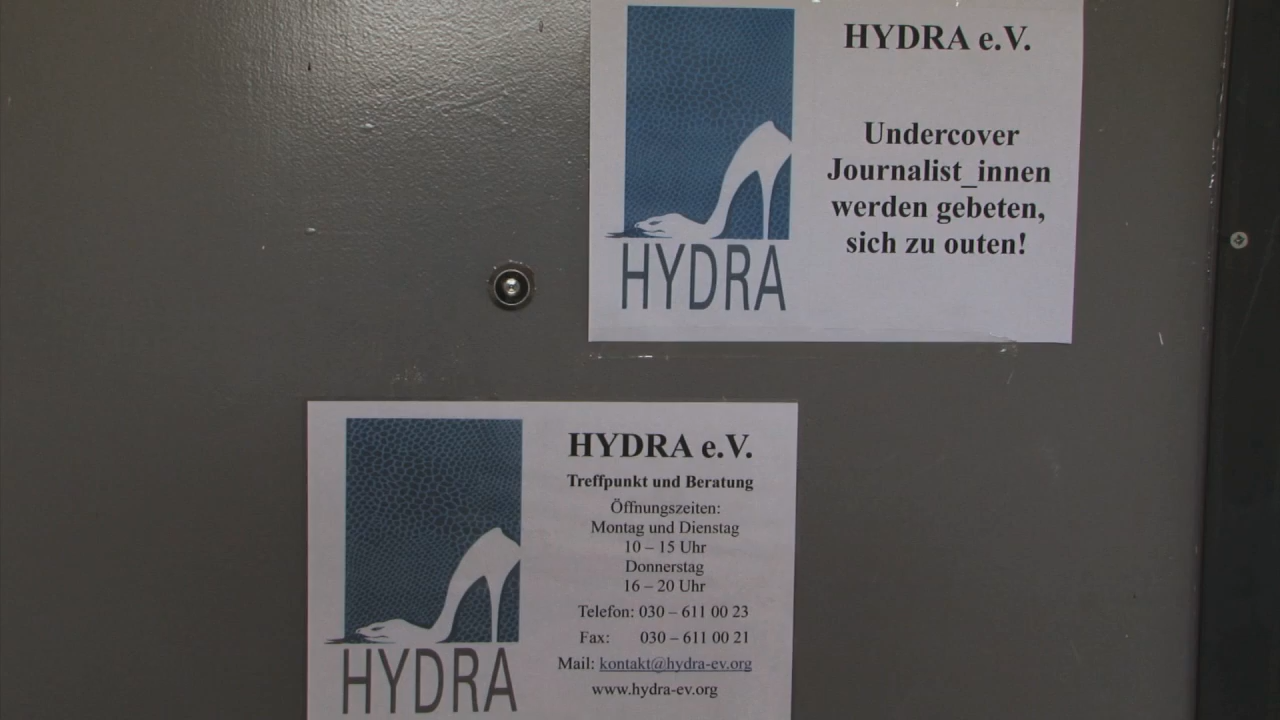 HYDRA e.V.
Undercover
Journalist_innen
werden gebeten,
sich zu outen!
HYDRA
HYDRA e.V.
Treffpunkt und Beratung
Öffnungszeiten:
Montag und Dienstag
10 – 15 Uhr
Donnerstag
16 – 20 Uhr
Telefon: 030 – 611 00 23
Fax: 030 – 611 00 21
Mail: kontakt@hydra-ev.org
www.hydra-ev.org
HYDRA